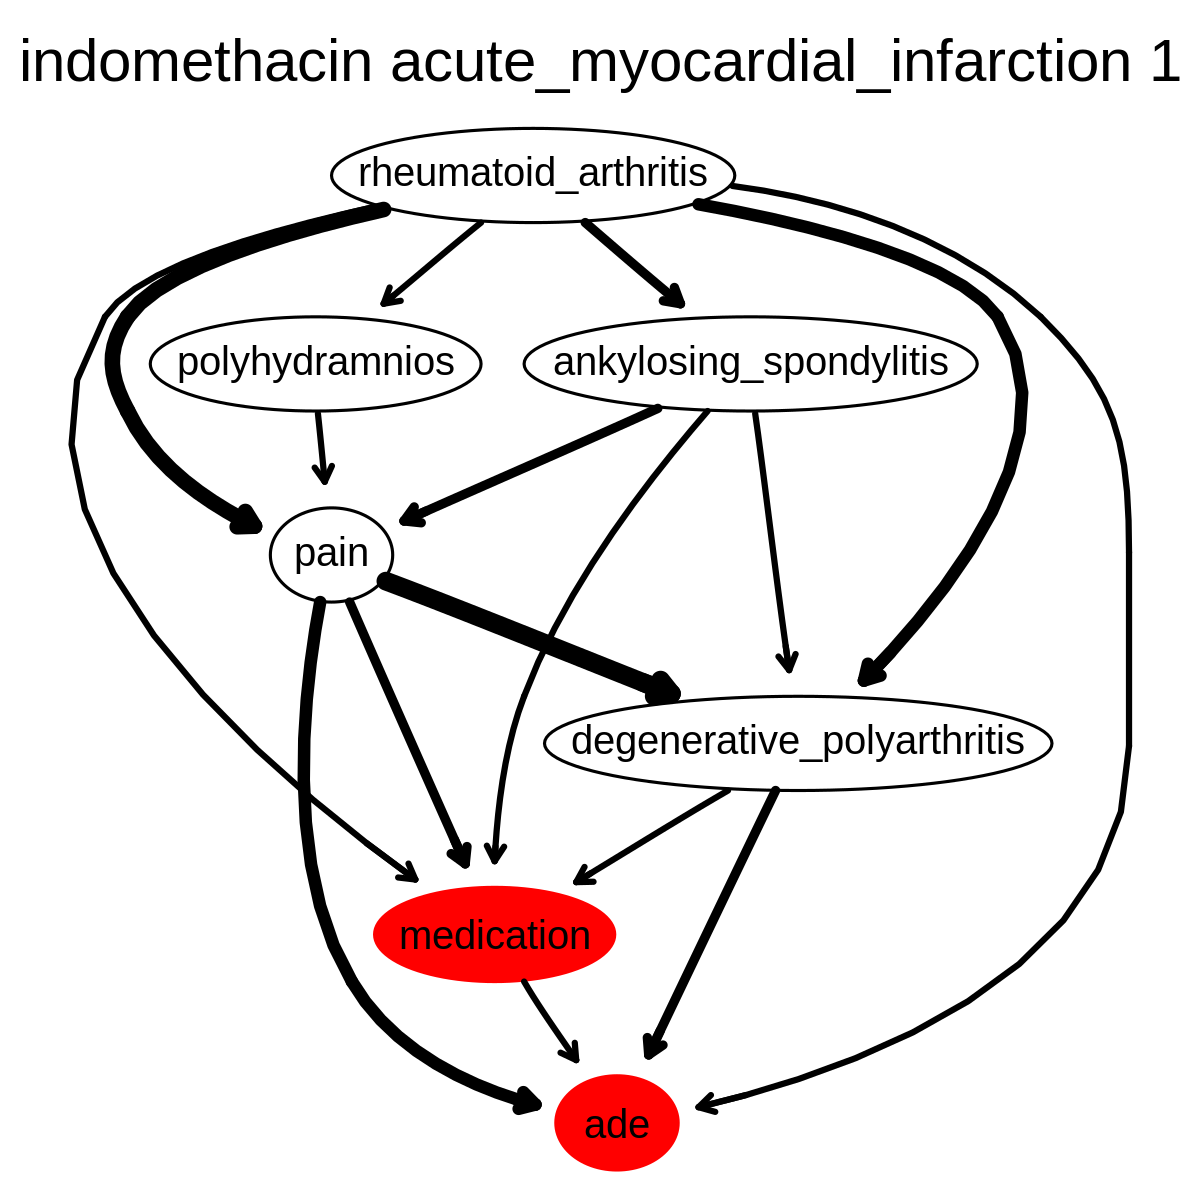 indomethacin acute_myocardial_infarction 1
rheumatoid_arthritis
polyhydramnios
ankylosing_spondylitis
pain
degenerative_polyarthritis
medication
ade